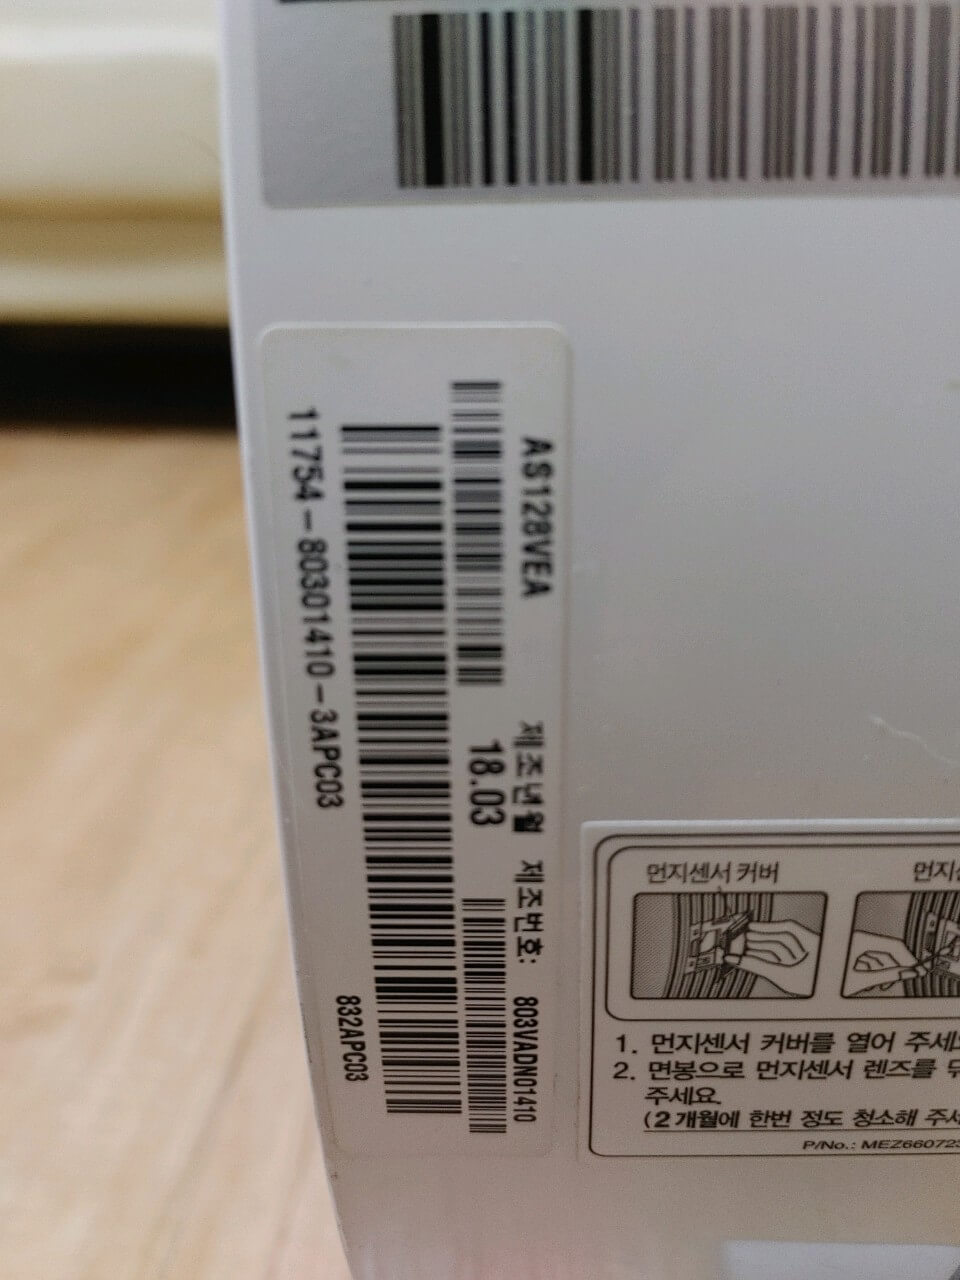 AS128VEA
제조년월
18.03
제조번호:
803VADN01410
11754-80301410-3APC03
832APC03
먼지센서 커버
1. 먼지센서 커버를 열어
2. 면봉으로 먼지센서 렌즈를
주세요.
(2개월에 한번 정도 청소해
P/No.: